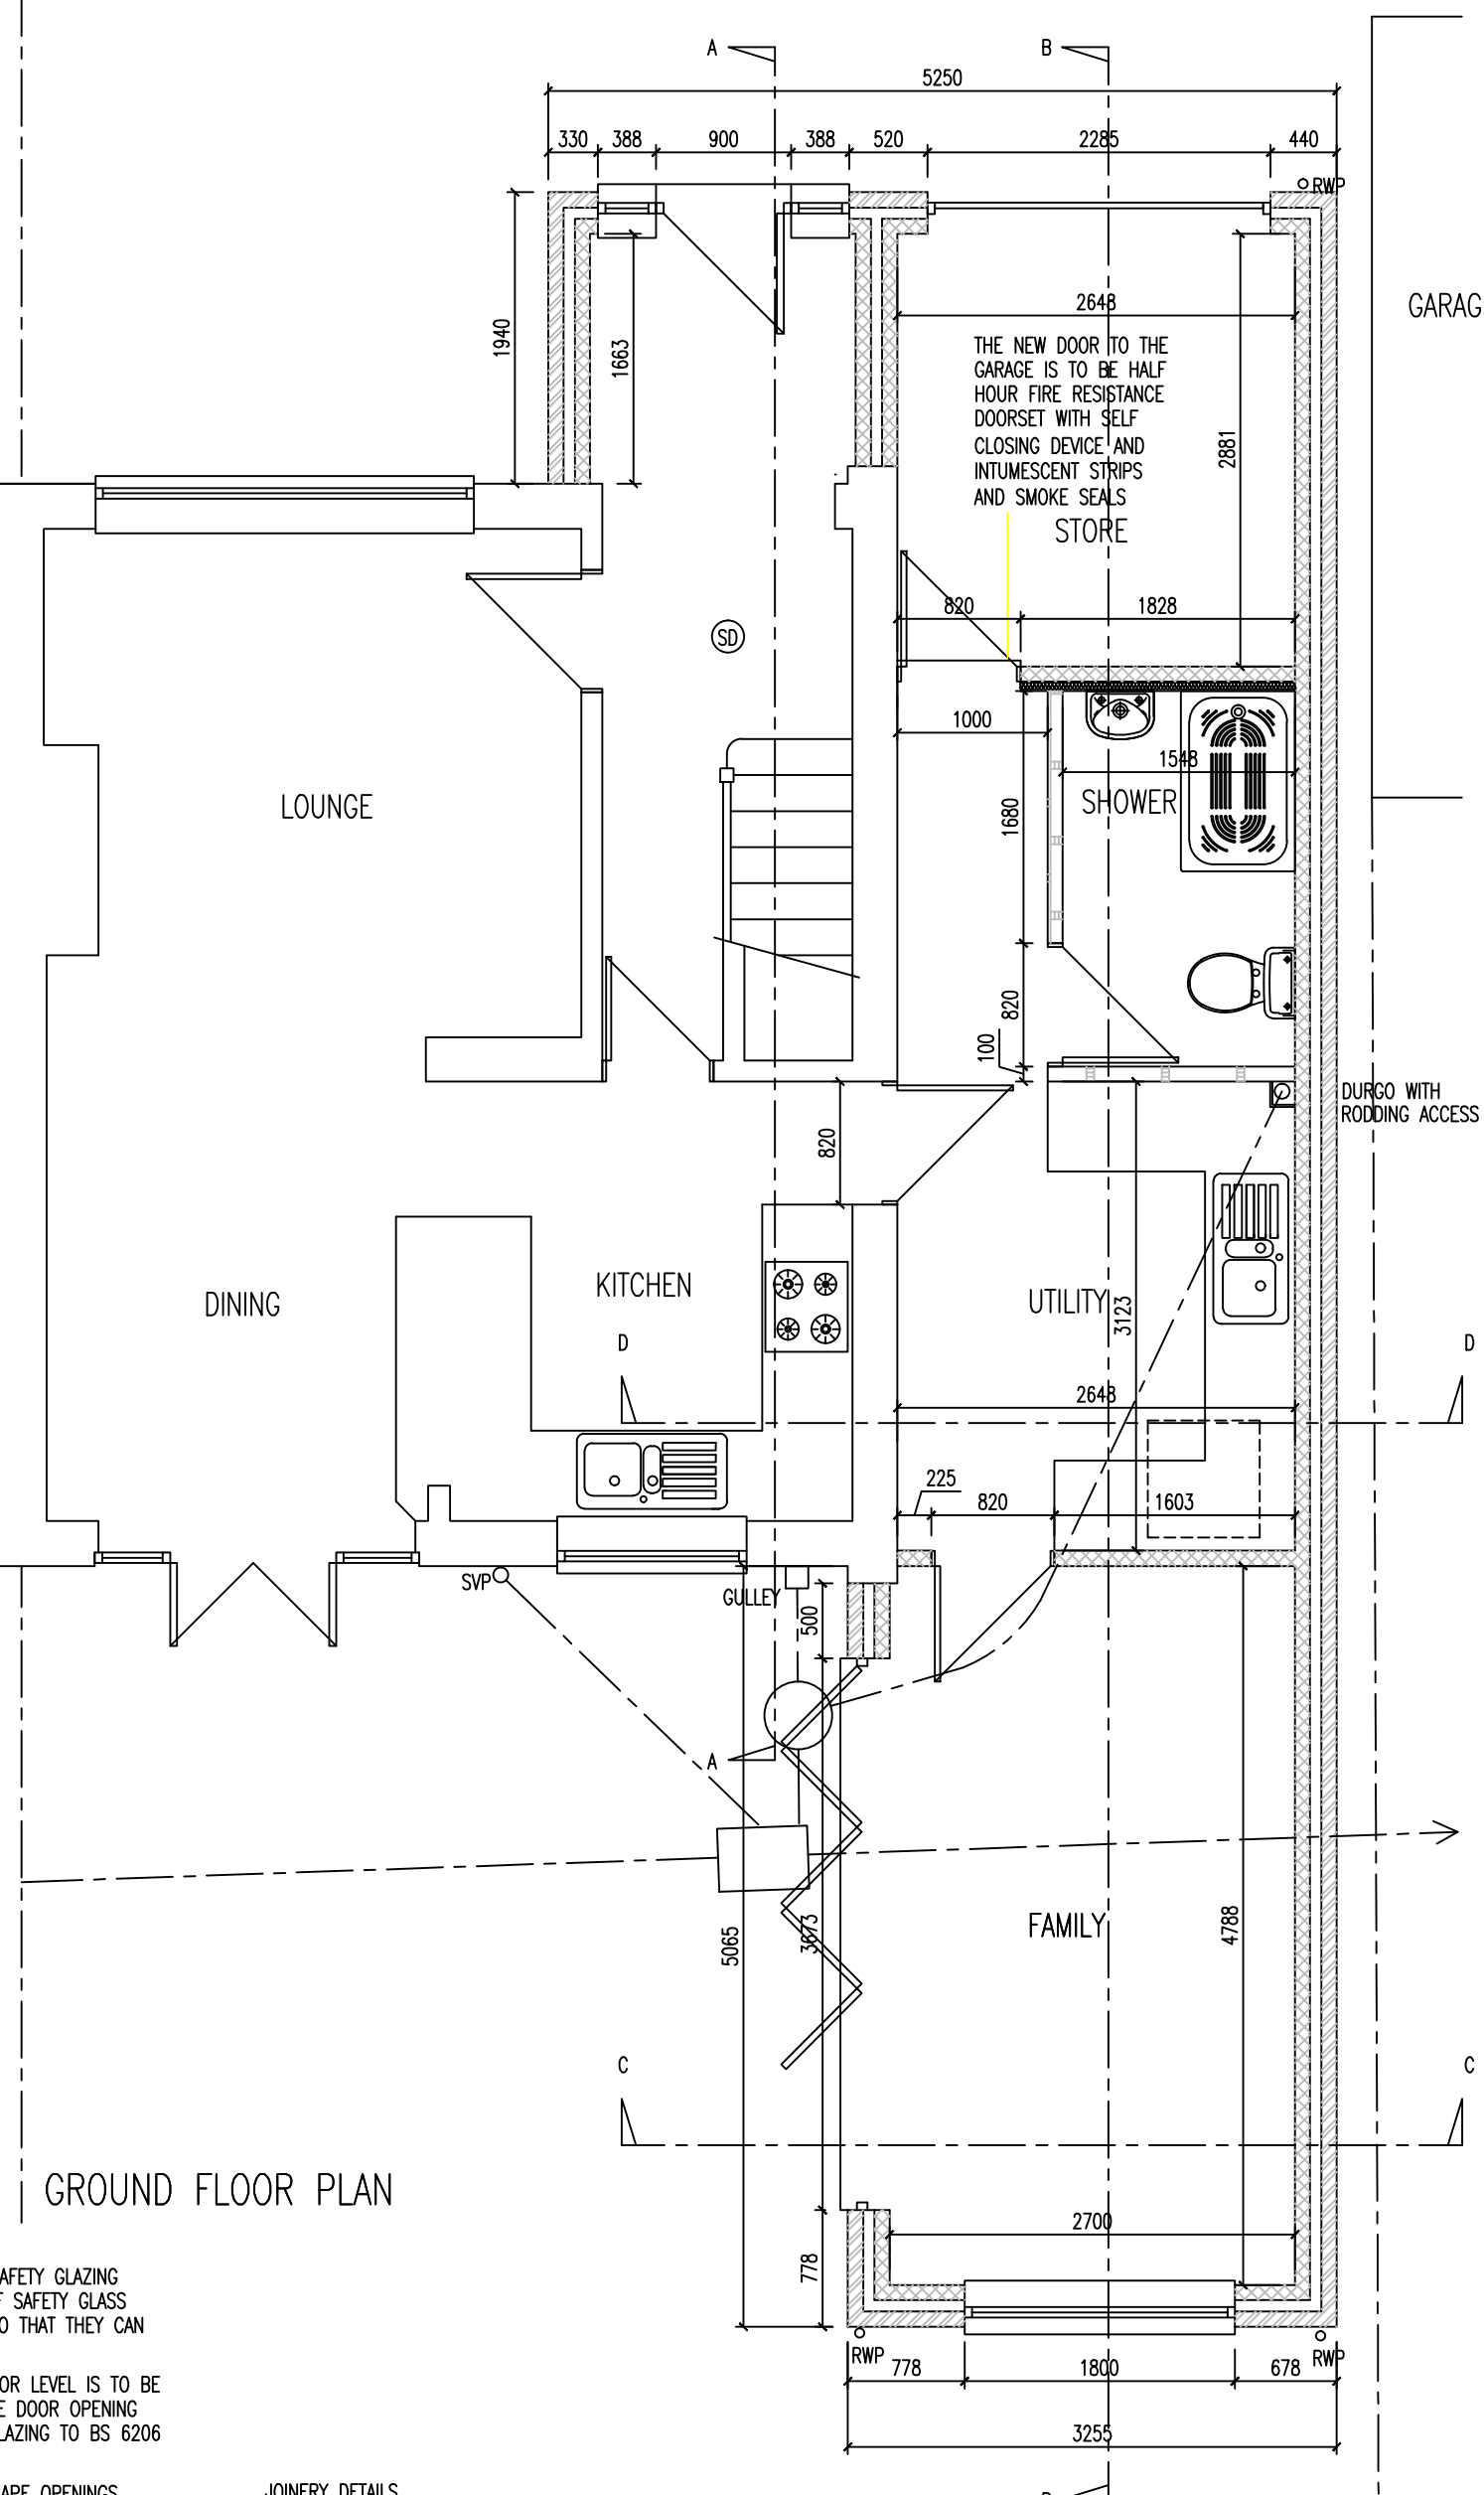 A
B
5250
330 388 900 388 520 2285 440
RWP
1940
1663
2648
GARAG
THE NEW DOOR TO THE
GARAGE IS TO BE HALF
HOUR FIRE RESISTANCE
DOORSET WITH SELF
CLOSING DEVICE AND
INTUMESCENT STRIPS
AND SMOKE SEALS
2881
STORE
820 1828
SD
1000
1548
LOUNGE
SHOWER
1680
820
100
DURGO WITH
RODDING ACCESS
820
KITCHEN
DINING
UTILITY
3123
D
D
2648
225
820 1603
SVP
GULLEY
500
A
5065
3673
FAMILY
4788
C
C
GROUND FLOOR PLAN
2700
778
AFETY GLAZING
F SAFETY GLASS
O THAT THEY CAN
RWP
RWP
778 1800 678
OR LEVEL IS TO BE
E DOOR OPENING
LAZING TO BS 6206
3255
APE OPENINGS
JOINERY DETAILS